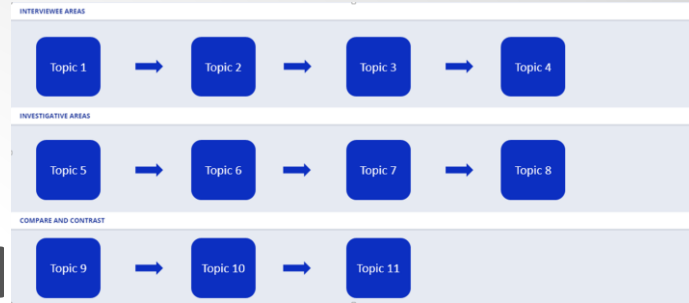 INTERVIEWEE AREAS
Topic 1
Topic 2
Topic 3
Topic 4
INVESTIGATIVE AREAS
Topic 5
Topic 6
Topic 7
Topic 8
COMPARE AND CONTRAST
Topic 9
Topic 10
Topic 11